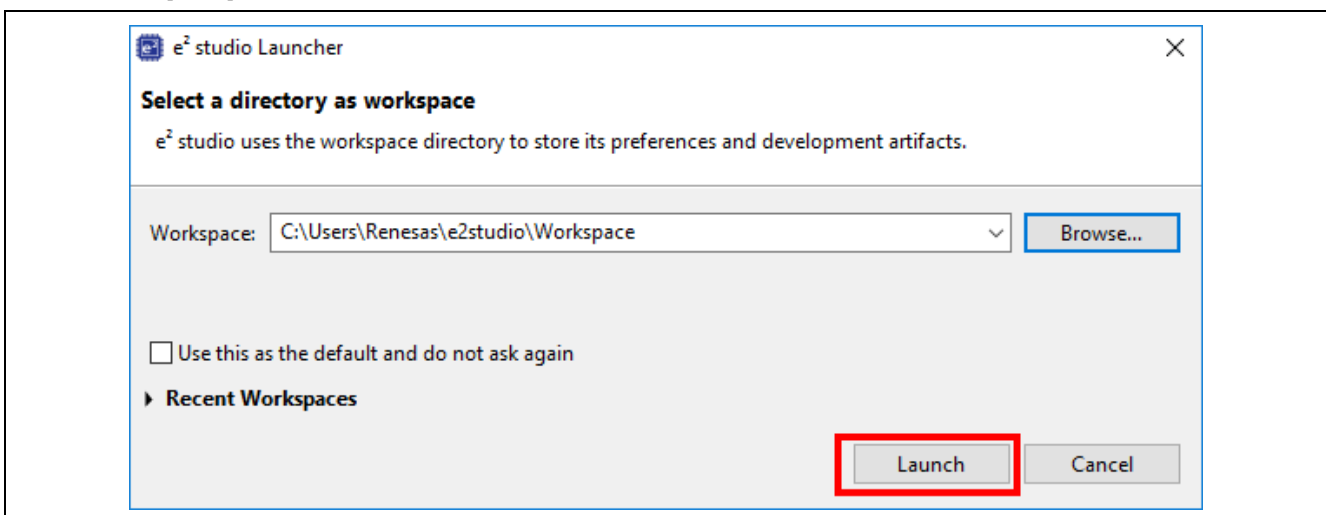 e² studio Launcher
Select a directory as workspace
e² studio uses the workspace directory to store its preferences and development artifacts.
Workspace: C:\Users\Renesas\e2studio\Workspace Browse...
Use this as the default and do not ask again
Recent Workspaces
Launch Cancel